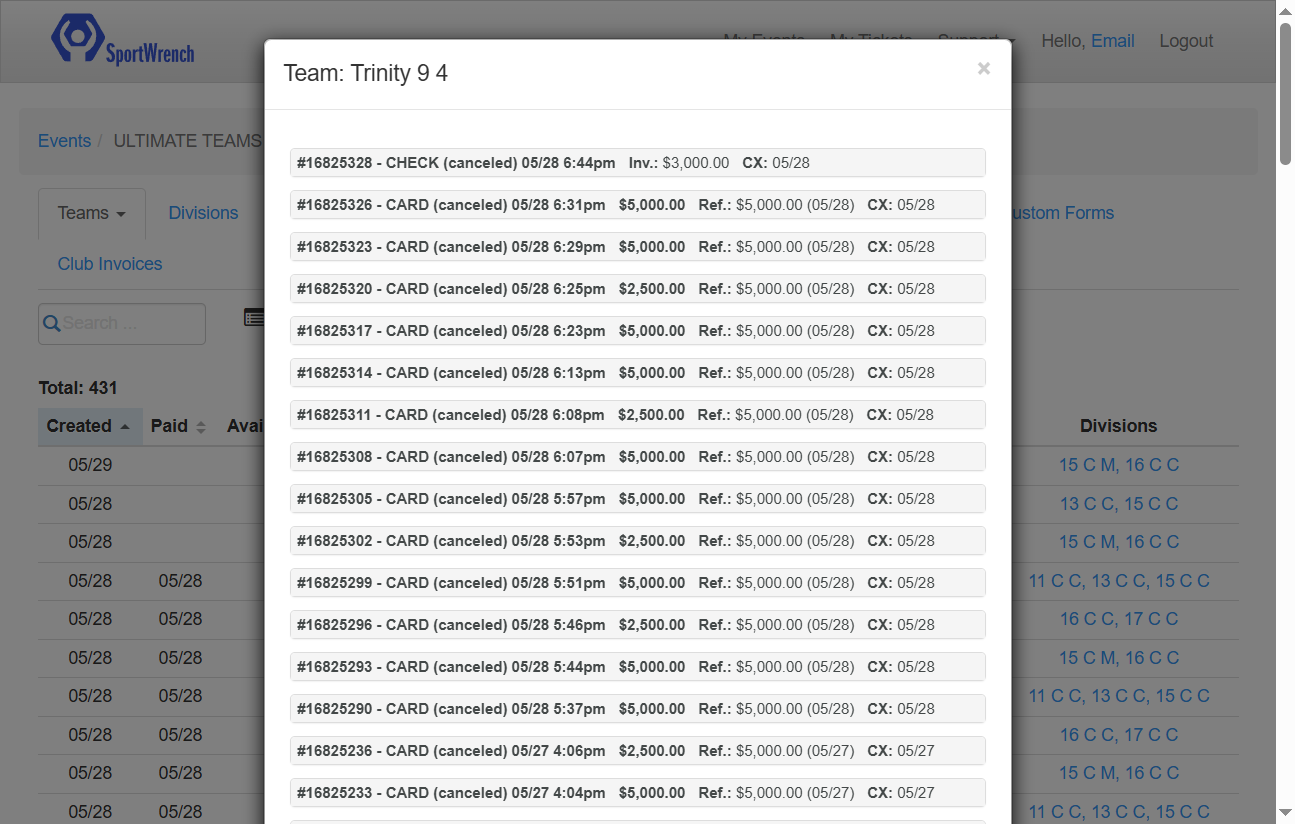 SportWrench
My Events My Tickets Support Hello, Email Logout
Team: Trinity 9 4 ×
Events / ULTIMATE TEAMS
Teams Divisions ustom Forms
Club Invoices
Search ...
Total: 431
Created Paid Avai Divisions
05/29 15 C M, 16 C C
05/28 13 C C, 15 C C
05/28 15 C M, 16 C C
05/28 05/28 11 C C, 13 C C, 15 C C
05/28 05/28 16 C C, 17 C C
05/28 05/28 15 C M, 16 C C
05/28 05/28 11 C C, 13 C C, 15 C C
05/28 05/28 16 C C, 17 C C
05/28 05/28 15 C M, 16 C C
05/28 05/28 11 C C, 13 C C, 15 C C
#16825328 - CHECK (canceled) 05/28 6:44pm Inv.: $3,000.00 CX: 05/28
#16825326 - CARD (canceled) 05/28 6:31pm $5,000.00 Ref.: $5,000.00 (05/28) CX: 05/28
#16825323 - CARD (canceled) 05/28 6:29pm $5,000.00 Ref.: $5,000.00 (05/28) CX: 05/28
#16825320 - CARD (canceled) 05/28 6:25pm $2,500.00 Ref.: $5,000.00 (05/28) CX: 05/28
#16825317 - CARD (canceled) 05/28 6:23pm $5,000.00 Ref.: $5,000.00 (05/28) CX: 05/28
#16825314 - CARD (canceled) 05/28 6:13pm $5,000.00 Ref.: $5,000.00 (05/28) CX: 05/28
#16825311 - CARD (canceled) 05/28 6:08pm $2,500.00 Ref.: $5,000.00 (05/28) CX: 05/28
#16825308 - CARD (canceled) 05/28 6:07pm $5,000.00 Ref.: $5,000.00 (05/28) CX: 05/28
#16825305 - CARD (canceled) 05/28 5:57pm $5,000.00 Ref.: $5,000.00 (05/28) CX: 05/28
#16825302 - CARD (canceled) 05/28 5:53pm $2,500.00 Ref.: $5,000.00 (05/28) CX: 05/28
#16825299 - CARD (canceled) 05/28 5:51pm $5,000.00 Ref.: $5,000.00 (05/28) CX: 05/28
#16825296 - CARD (canceled) 05/28 5:46pm $2,500.00 Ref.: $5,000.00 (05/28) CX: 05/28
#16825293 - CARD (canceled) 05/28 5:44pm $5,000.00 Ref.: $5,000.00 (05/28) CX: 05/28
#16825290 - CARD (canceled) 05/28 5:37pm $5,000.00 Ref.: $5,000.00 (05/28) CX: 05/28
#16825236 - CARD (canceled) 05/27 4:06pm $2,500.00 Ref.: $5,000.00 (05/27) CX: 05/27
#16825233 - CARD (canceled) 05/27 4:04pm $5,000.00 Ref.: $5,000.00 (05/27) CX: 05/27